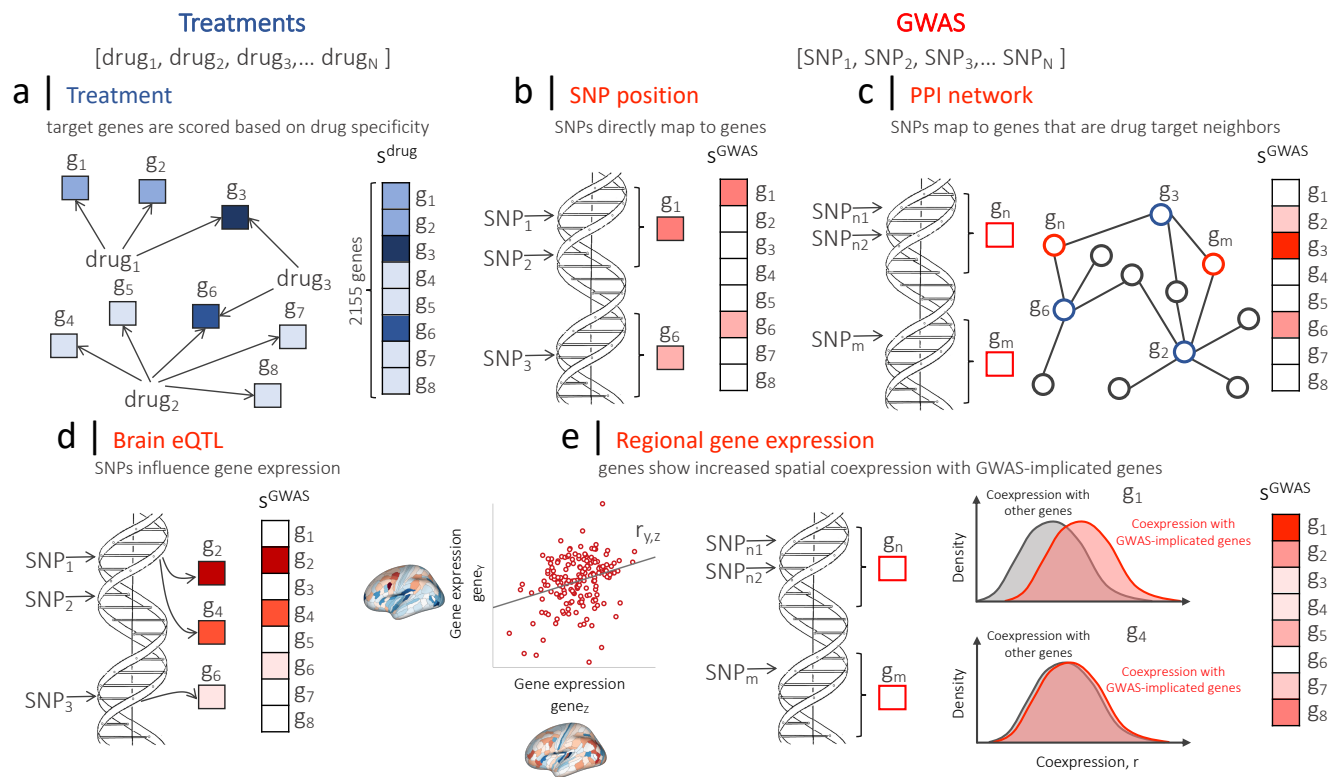 Treatments
[drug1, drug2, drug3,... drugN ]
GWAS
[SNP1, SNP2, SNP3,... SNPN ]
a | Treatment
target genes are scored based on drug specificity
g1
g2
g3
drug1
drug3
g5
g6
g7
g4
g8
drug2
2155 genes
Sdrug
g1
g2
g3
g4
g5
g6
g7
g8
b | SNP position
SNPs directly map to genes
SNP1
SNP2
SNP3
g1
g6
SGWAS
g1
g2
g3
g4
g5
g6
g7
g8
c | PPI network
SNPs map to genes that are drug target neighbors
SNPn1
SNPn2
SNPm
gn
gm
gn
g3
gm
g6
g2
SGWAS
g1
g2
g3
g4
g5
g6
g7
g8
d | Brain eQTL
SNPs influence gene expression
SNP1
SNP2
SNP3
g2
g4
g6
SGWAS
g1
g2
g3
g4
g5
g6
g7
g8
e | Regional gene expression
genes show increased spatial coexpression with GWAS-implicated genes
Gene expression
geneY
ry,z
Gene expression
geneZ
SNPn1
SNPn2
SNPm
gn
gm
g1
Coexpression with
other genes
Coexpression with
GWAS-implicated genes
Density
g4
Coexpression with
other genes
Coexpression with
GWAS-implicated genes
Density
Coexpression, r
SGWAS
g1
g2
g3
g4
g5
g6
g7
g8